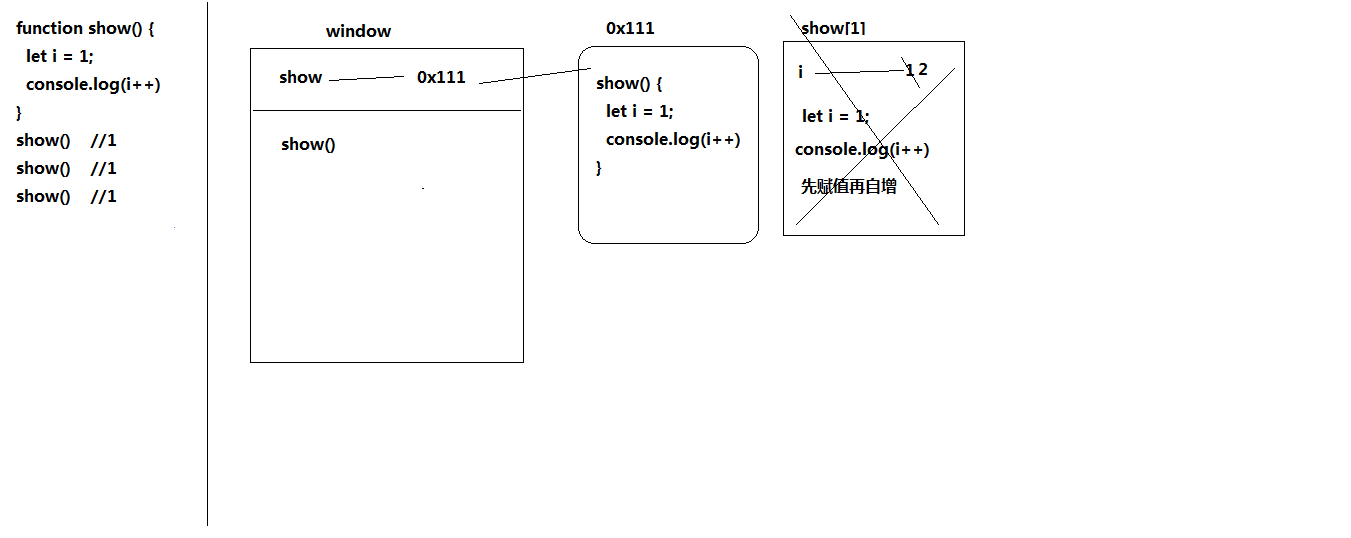 function show() {
let i = 1;
console.log(i++)
}
show() //1
show() //1
show() //1
window
show 0x111
show()
0x111
show() {
let i = 1;
console.log(i++)
}
show[1]
i 1 2
let i = 1;
console.log(i++)
先赋值再自增